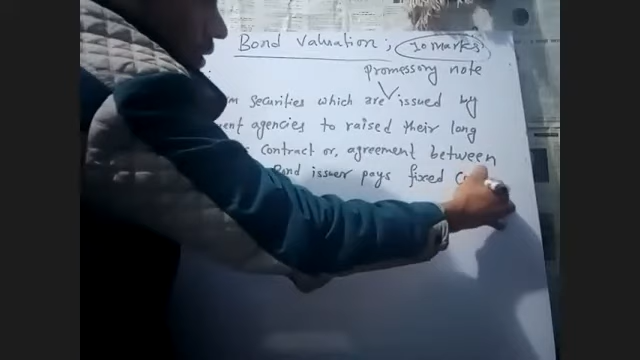 Bond Valuation; 10 marks
promessory note
securities which are issued by
agencies to raised their long
contract or, agreement between
Bond issuer pays fixed